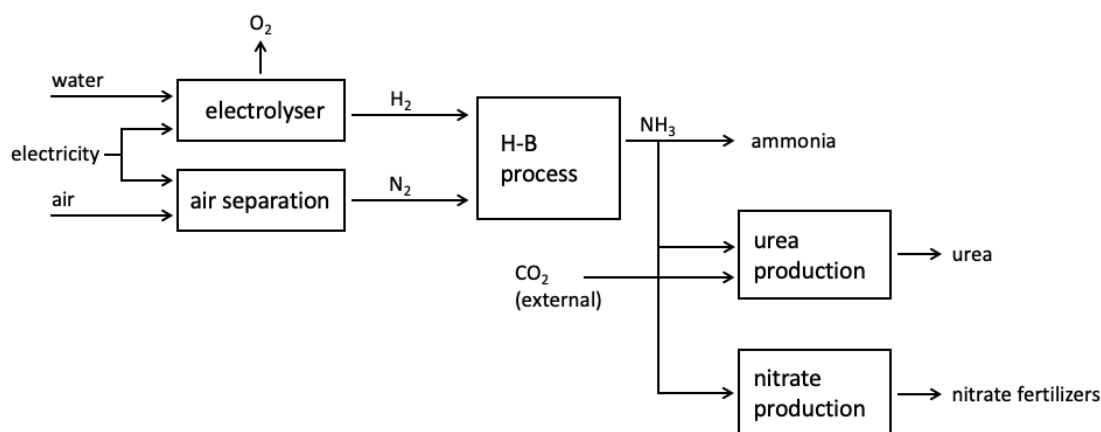 O₂
water
electrolyser
H₂
electricity
H-B
process
NH₃
ammonia
air
air separation
N₂
urea
production
urea
CO₂
(external)
nitrate
production
nitrate fertilizers